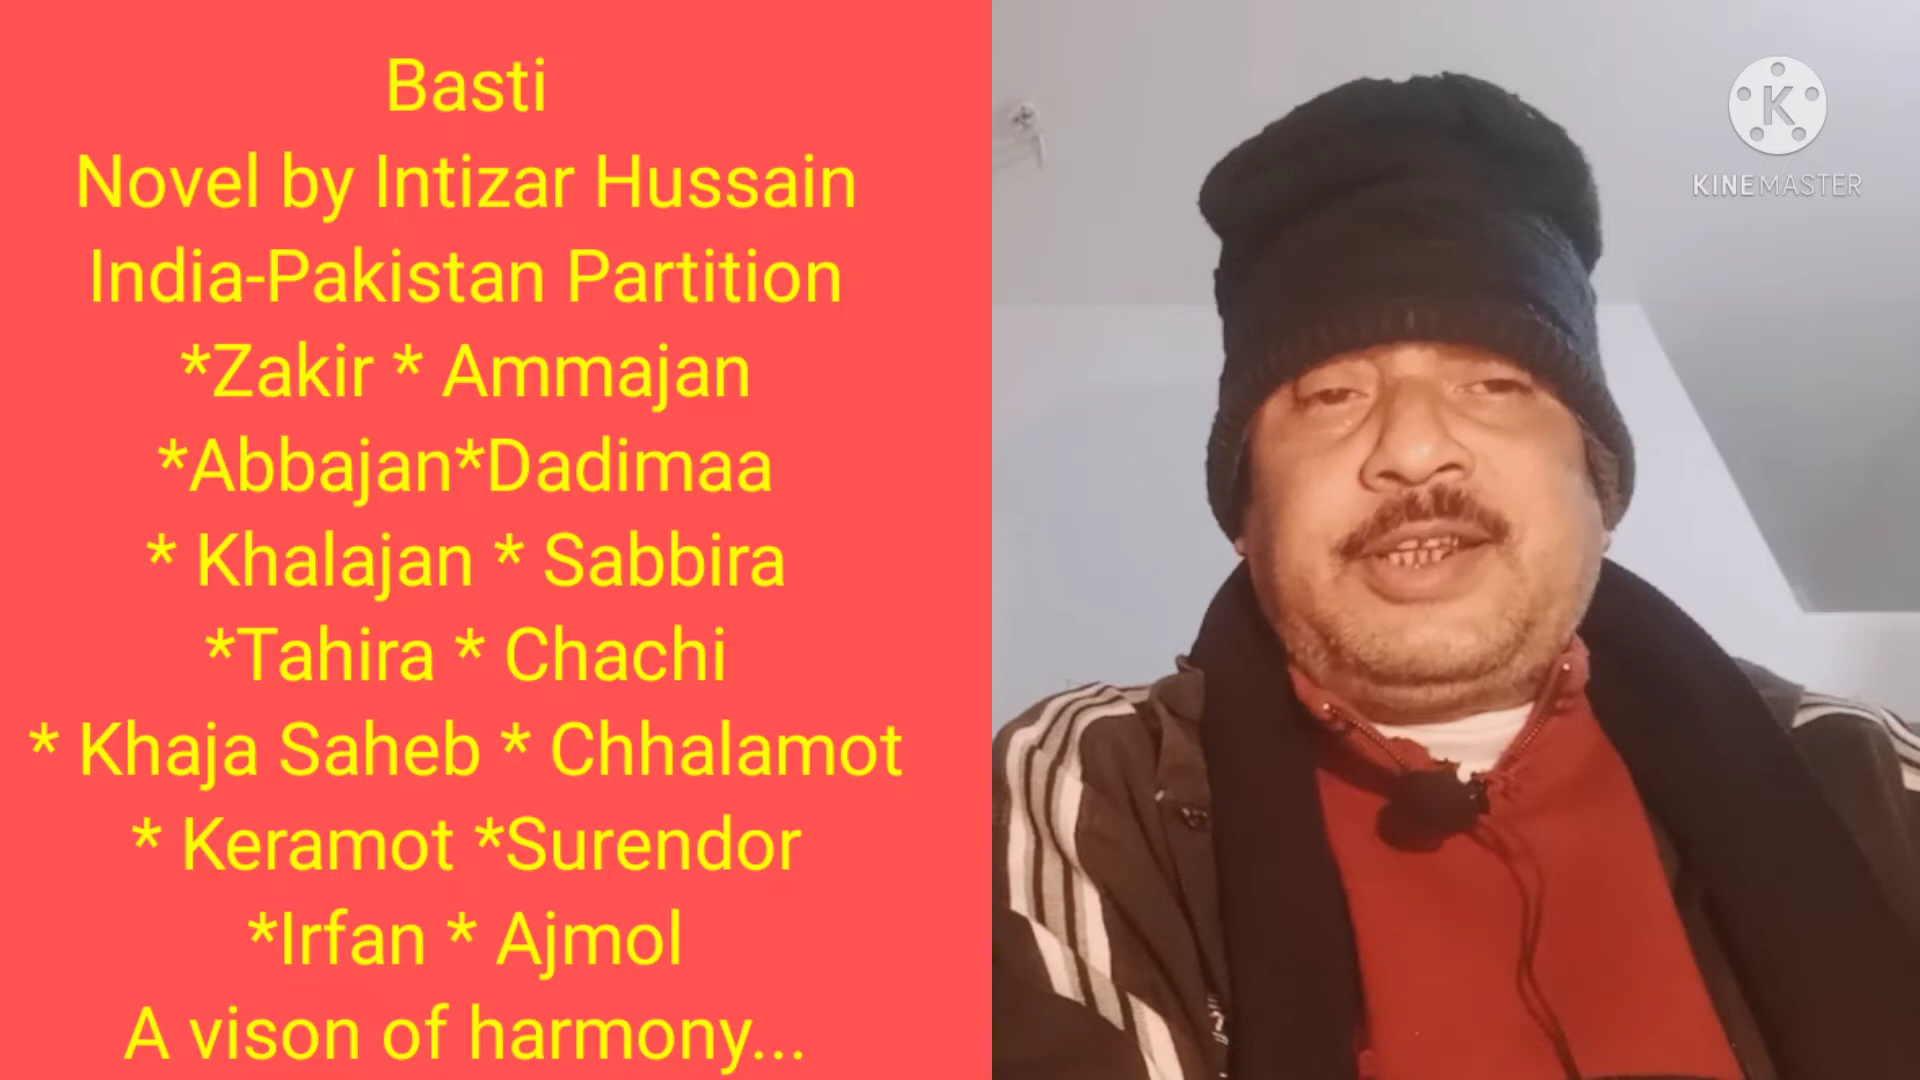 Basti
Novel by Intizar Hussain
India-Pakistan Partition
*Zakir * Ammajan
*Abbajan*Dadimaa
* Khalajan * Sabbira
*Tahira * Chachi
* Khaja Saheb * Chhalamot
* Keramot *Surendor
*Irfan * Ajmol
A vison of harmony...
K
KINEMASTER